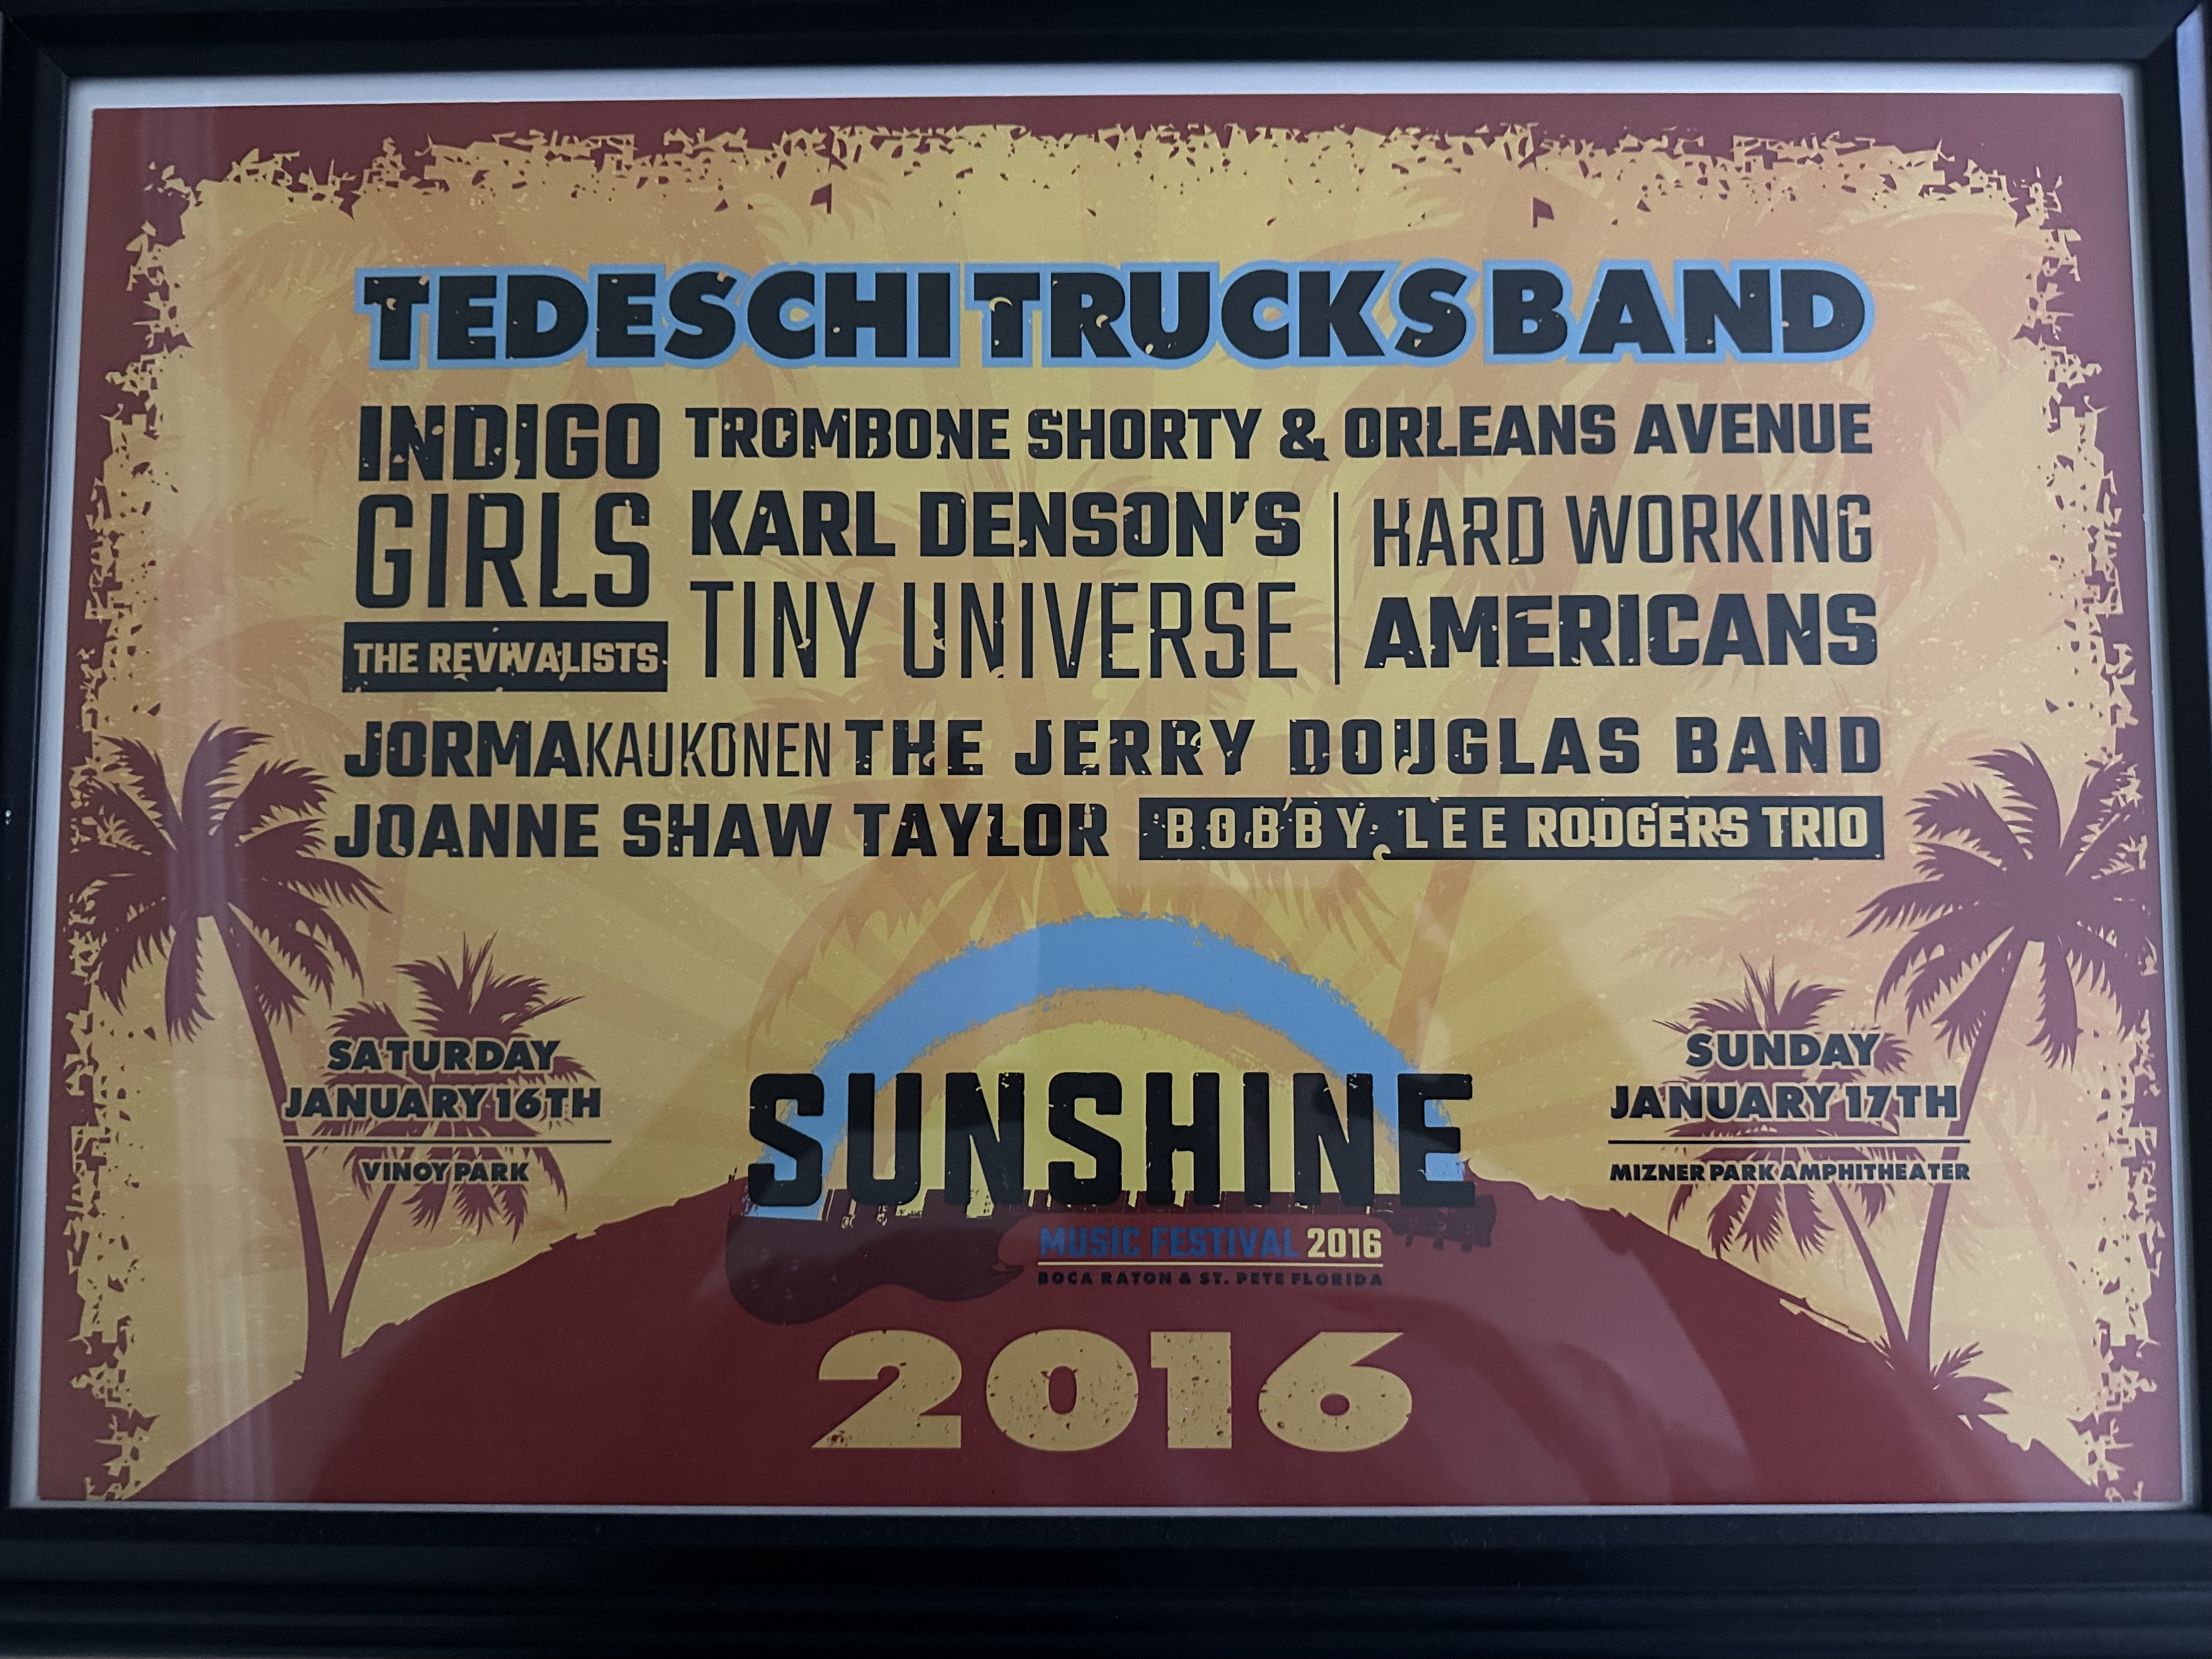 TEDESCHI TRUCKS BAND
INDIGO
GIRLS
THE REVIVALISTS
TROMBONE SHORTY & ORLEANS AVENUE
KARL DENSON'S
TINY UNIVERSE
HARD WORKING
AMERICANS
JORMA KAUKONEN THE JERRY DOUGLAS BAND
JOANNE SHAW TAYLOR BOBBY LEE RODGERS TRIO
SATURDAY
JANUARY 16TH
VINOY PARK
SUNSHINE
MUSIC FESTIVAL 2016
BOCA RATON & ST. PETE FLORIDA
2016
SUNDAY
JANUARY 17TH
MIZNER PARK AMPHITHEATER